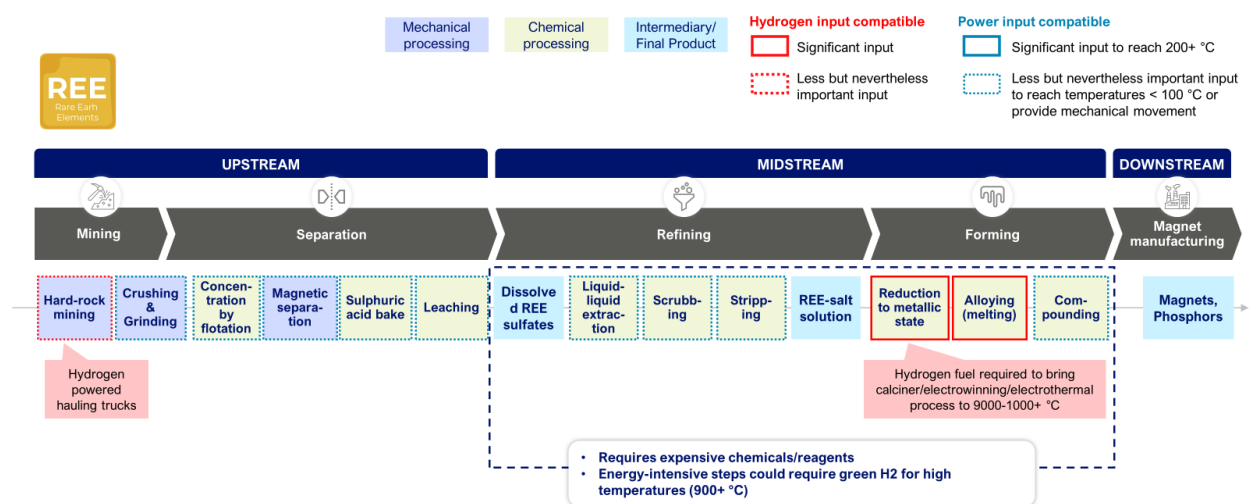 Mechanical
processing
Chemical
processing
Intermediary/
Final Product
Hydrogen input compatible
Significant input
Less but nevertheless
important input
Power input compatible
Significant input to reach 200+ °C
Less but nevertheless important input
to reach temperatures < 100 °C or
provide mechanical movement
REE
Rare Earh
Elements
UPSTREAM
MIDSTREAM
DOWNSTREAM
Mining
Separation
Refining
Forming
Magnet
manufacturing
Hard-rock
mining
Crushing
&
Grinding
Concen-
tration
by
flotation
Magnetic
separa-
tion
Sulphuric
acid bake
Leaching
Dissolve
d REE
sulfates
Liquid-
liquid
extrac-
tion
Scrubb-
ing
Stripp-
ing
REE-salt
solution
Reduction
to metallic
state
Alloying
(melting)
Com-
pounding
Magnets,
Phosphors
Hydrogen
powered
hauling trucks
Hydrogen fuel required to bring
calciner/electrowinning/electrothermal
process to 9000-1000+ °C
• Requires expensive chemicals/reagents
• Energy-intensive steps could require green H2 for high
temperatures (900+ °C)